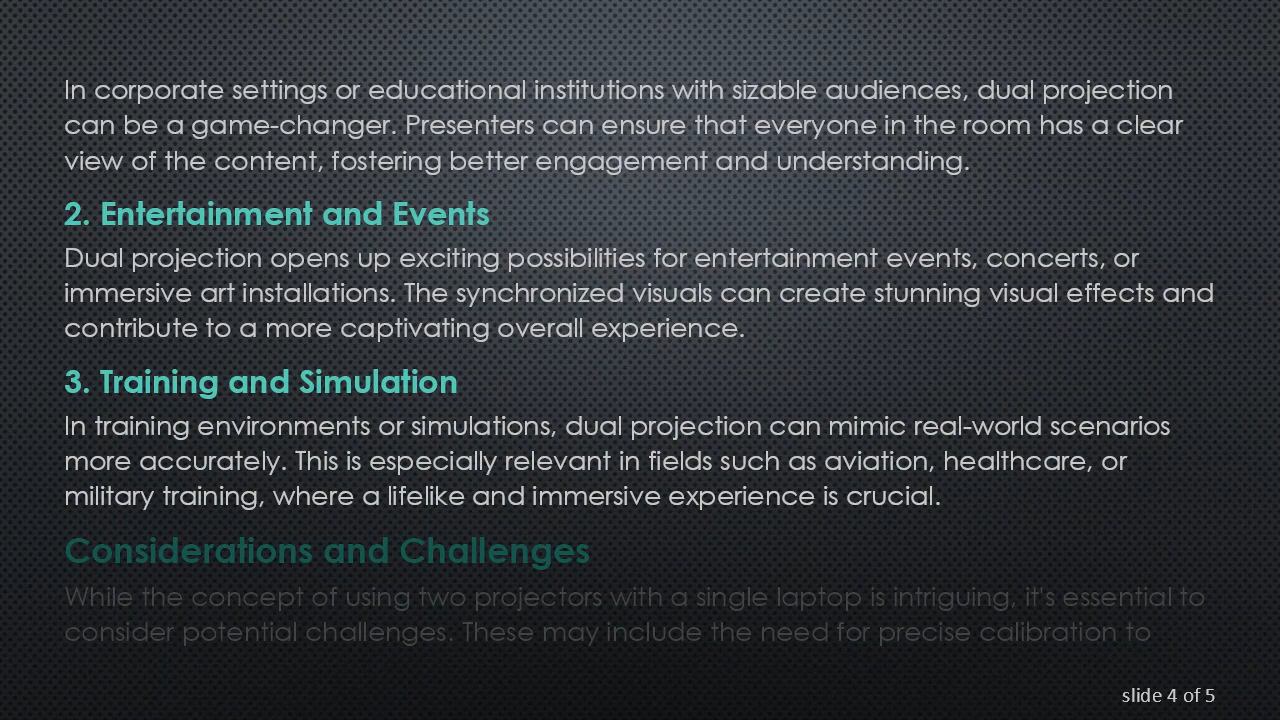 In corporate settings or educational institutions with sizable audiences, dual projection
can be a game-changer. Presenters can ensure that everyone in the room has a clear
view of the content, fostering better engagement and understanding.
2. Entertainment and Events
Dual projection opens up exciting possibilities for entertainment events, concerts, or
immersive art installations. The synchronized visuals can create stunning visual effects and
contribute to a more captivating overall experience.
3. Training and Simulation
In training environments or simulations, dual projection can mimic real-world scenarios
more accurately. This is especially relevant in fields such as aviation, healthcare, or
military training, where a lifelike and immersive experience is crucial.
Considerations and Challenges
While the concept of using two projectors with a single laptop is intriguing, it's essential to
consider potential challenges. These may include the need for precise calibration to
slide 4 of 5